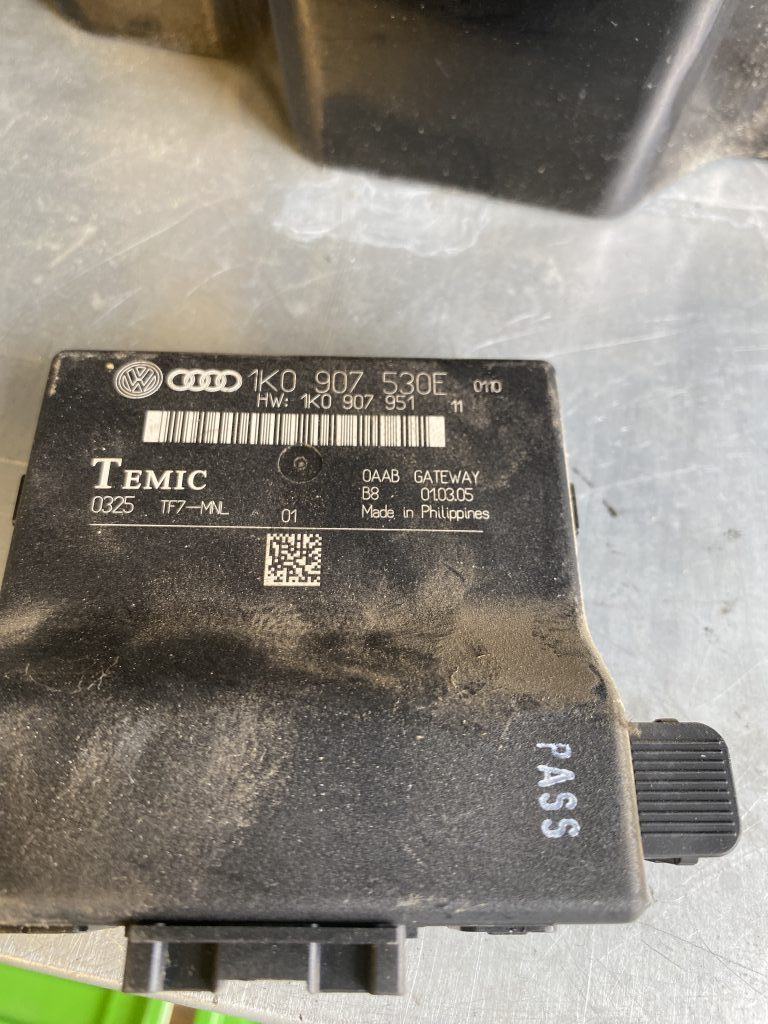 1K0 907 530E 0110
HW: 1K0 907 951 11
TEMIC
0AAB GATEWAY
0325 TF7-MNL 01
B8 01.03.05
Made in Philippines
PASS